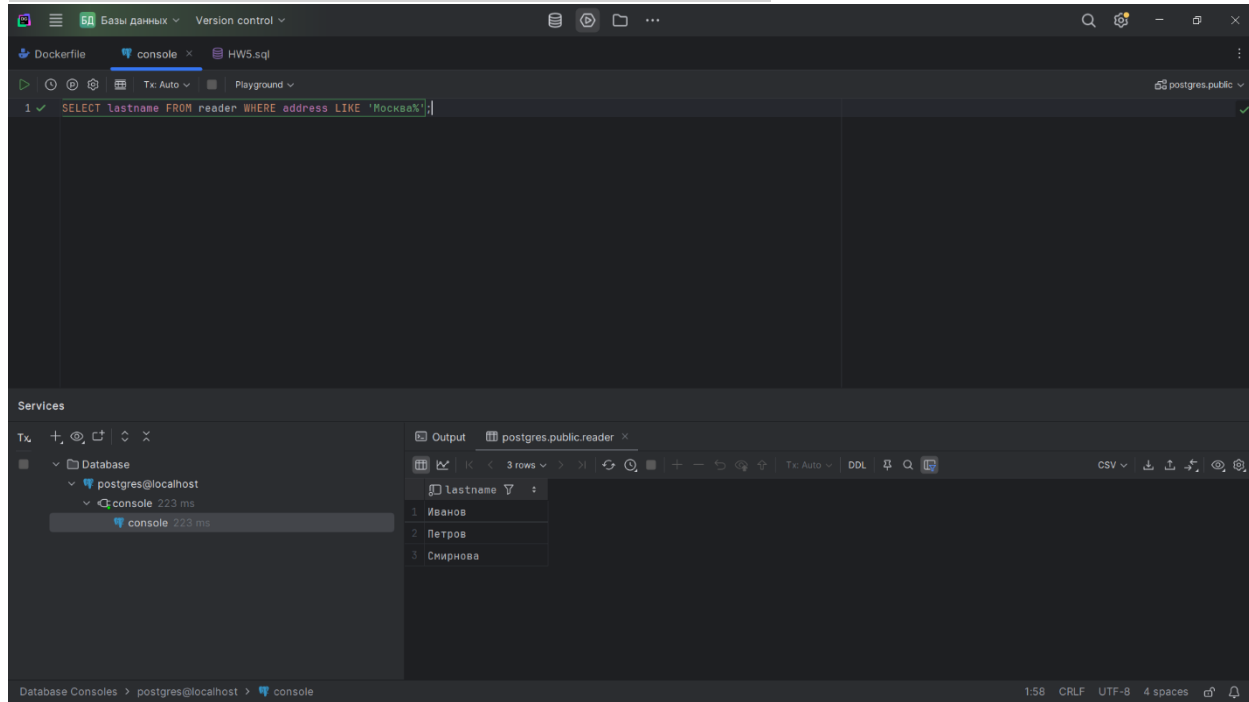 БД Базы данных Version control
Dockerfile console HW5.sql
Tx: Auto Playground postgres.public
1 SELECT lastname FROM reader WHERE address LIKE 'Москва%';
Services
Tx Output postgres.public.reader
Database 3 rows Tx: Auto DDL CSV
postgres@localhost lastname
console 223 ms 1 Иванов
console 223 ms 2 Петров
3 Смирнова
Database Consoles > postgres@localhost > console 1:58 CRLF UTF-8 4 spaces